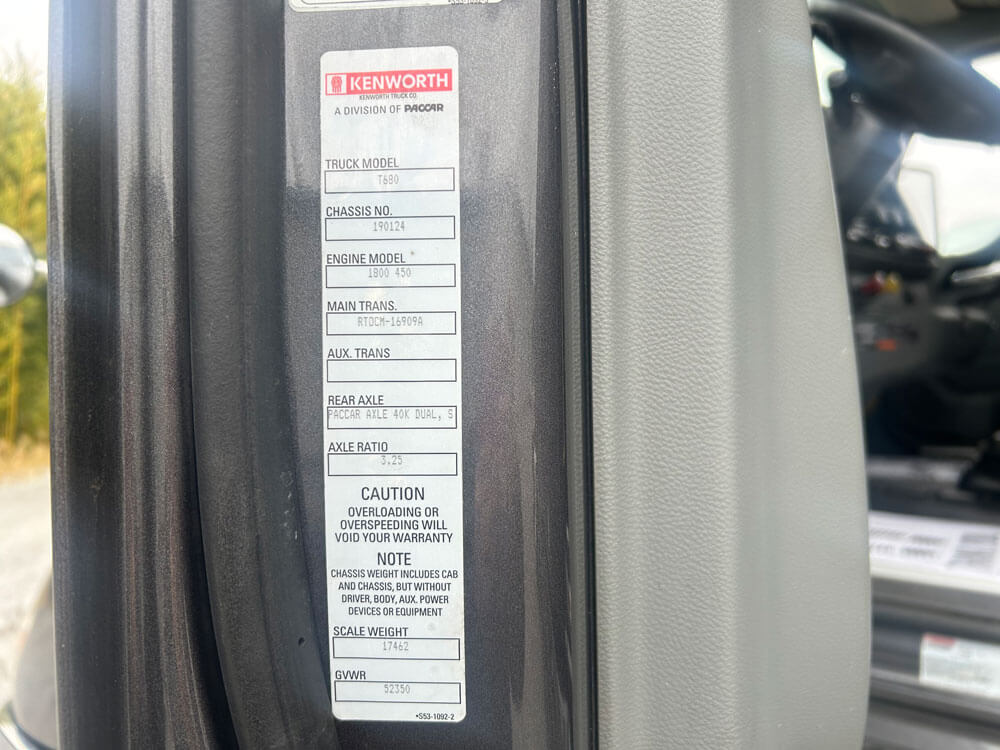 KENWORTH
KENWORTH TRUCK CO.
A DIVISION OF PACCAR
TRUCK MODEL
T680
CHASSIS NO.
190124
ENGINE MODEL
1800 450
MAIN TRANS.
RTOCM-16909A
AUX. TRANS
REAR AXLE
PACCAR AXLE 40K DUAL, S
AXLE RATIO
3.25
CAUTION
OVERLOADING OR
OVERSPEEDING WILL
VOID YOUR WARRANTY
NOTE
CHASSIS WEIGHT INCLUDES CAB
AND CHASSIS, BUT WITHOUT
DRIVER, BODY, AUX. POWER
DEVICES OR EQUIPMENT
SCALE WEIGHT
17462
GVWR
52350
*S53-1092-2